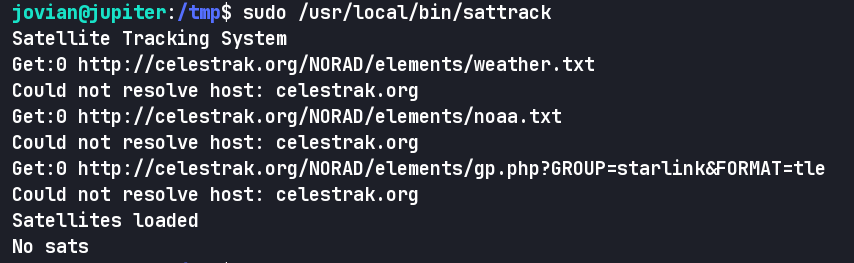 jovian@jupiter:/tmp$ sudo /usr/local/bin/sattrack
Satellite Tracking System
Get:0 http://celestrak.org/NORAD/elements/weather.txt
Could not resolve host: celestrak.org
Get:0 http://celestrak.org/NORAD/elements/noaa.txt
Could not resolve host: celestrak.org
Get:0 http://celestrak.org/NORAD/elements/gp.php?GROUP=starlink&FORMAT=tle
Could not resolve host: celestrak.org
Satellites loaded
No sats